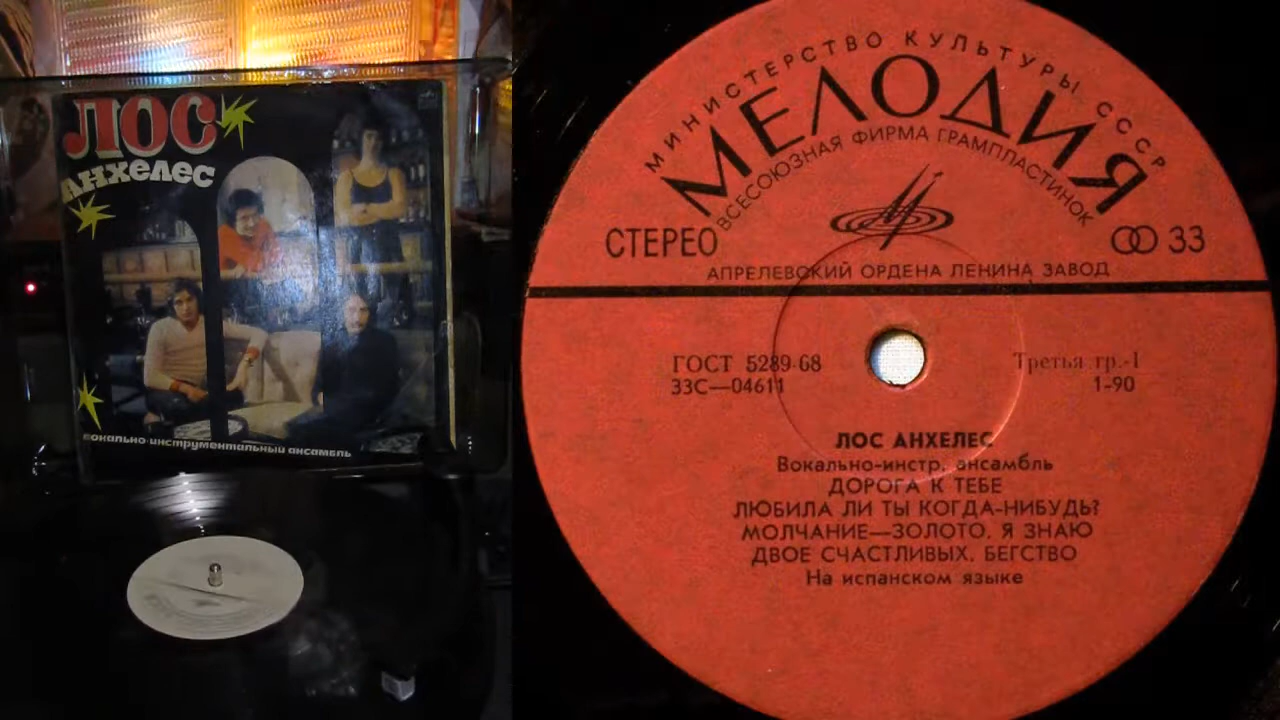 ЛОС
АНХЕЛЕС
вокально-инструментальный ансамбль
МИНИСТЕРСТВО КУЛЬТУРЫ СССР
МЕЛОДИЯ
ВСЕСОЮЗНАЯ ФИРМА ГРАМПЛАСТИНОК
СТЕРЕО
33
АПРЕЛЕВСКИЙ ОРДЕНА ЛЕНИНА ЗАВОД
ГОСТ 5289-68 Третья гр.-1
33С—04611 1-90
ЛОС АНХЕЛЕС
Вокально-инстр. ансамбль
ДОРОГА К ТЕБЕ
ЛЮБИЛА ЛИ ТЫ КОГДА-НИБУДЬ?
МОЛЧАНИЕ—ЗОЛОТО. Я ЗНАЮ
ДВОЕ СЧАСТЛИВЫХ. БЕГСТВО
На испанском языке